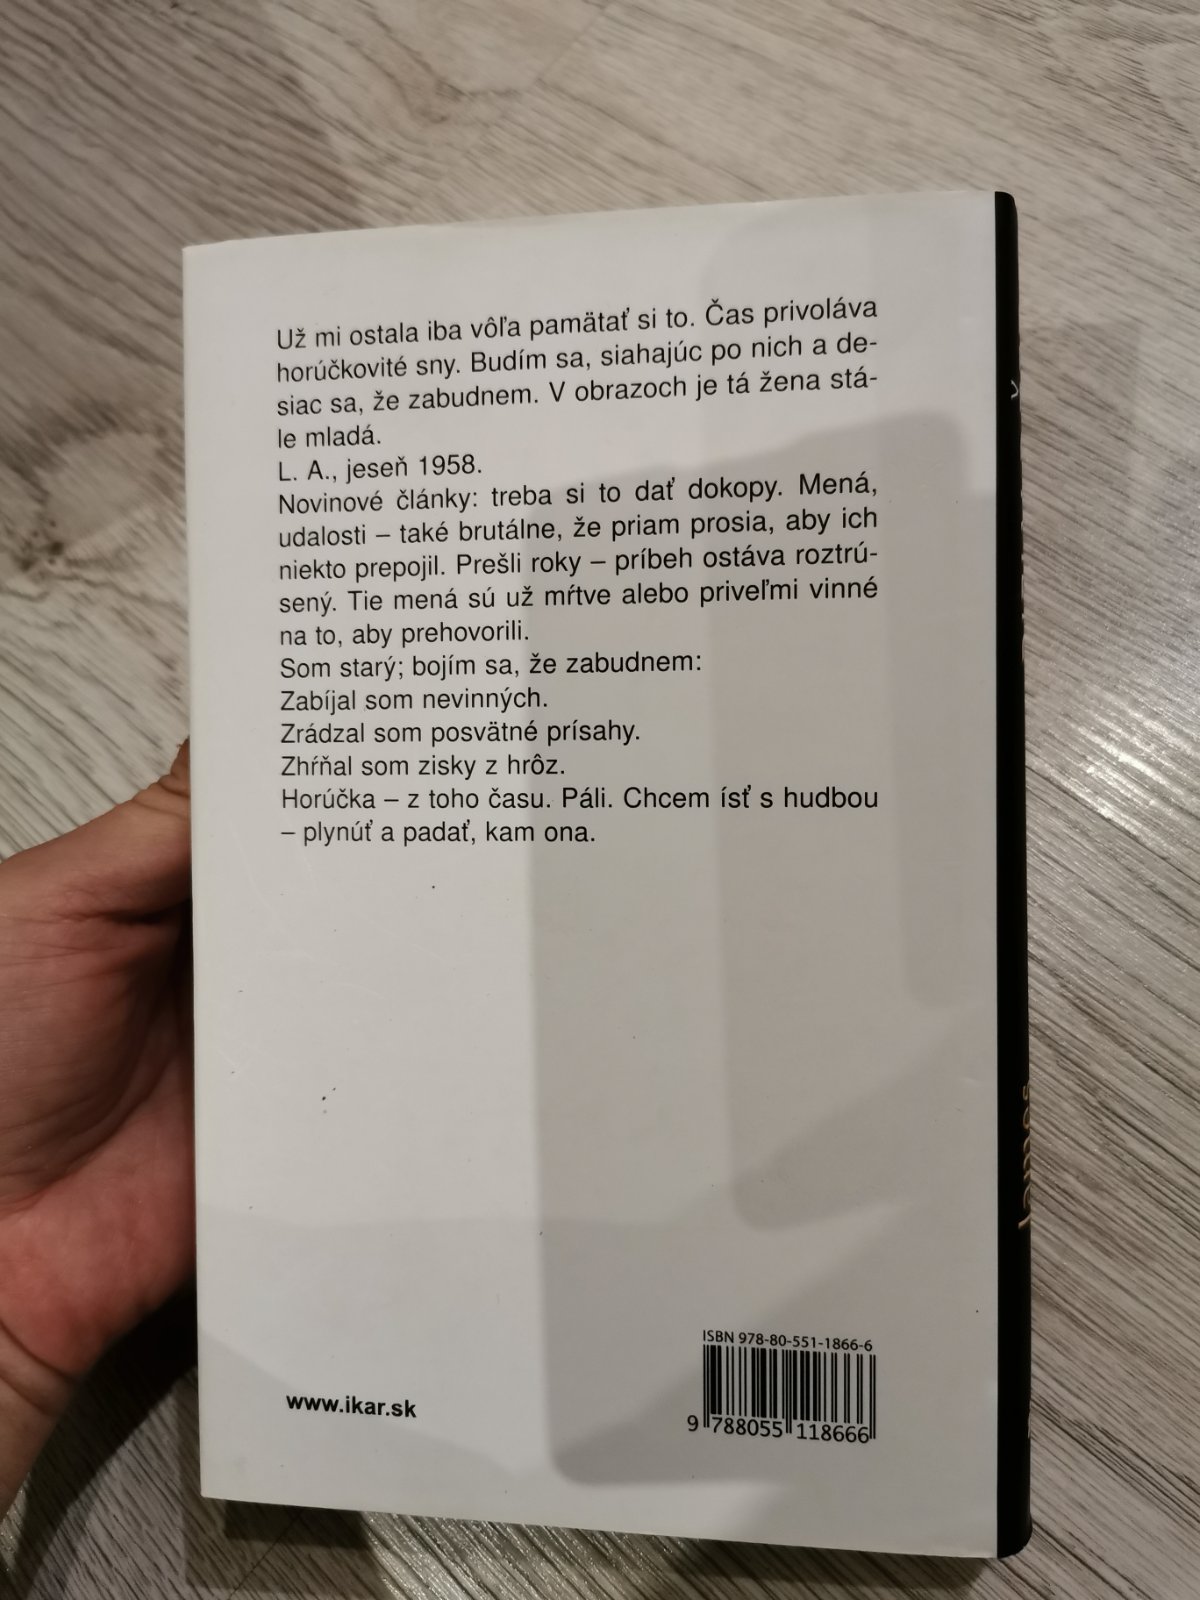 Už mi ostala iba vôľa pamätať si to. Čas privoláva
horúčkovité sny. Budím sa, siahajúc po nich a de-
siac sa, že zabudnem. V obrazoch je tá žena stá-
le mladá.
L. A., jeseň 1958.
Novinové články: treba si to dať dokopy. Mená,
udalosti – také brutálne, že priam prosia, aby ich
niekto prepojil. Prešli roky – príbeh ostáva roztrú-
sený. Tie mená sú už mŕtve alebo priveľmi vinné
na to, aby prehovorili.
Som starý; bojím sa, že zabudnem:
Zabíjal som nevinných.
Zrádzal som posvätné prísahy.
Zhŕňal som zisky z hrôz.
Horúčka – z toho času. Páli. Chcem ísť s hudbou
– plynúť a padať, kam ona.
www.ikar.sk
ISBN 978-80-551-1866-6
9 788055 118666